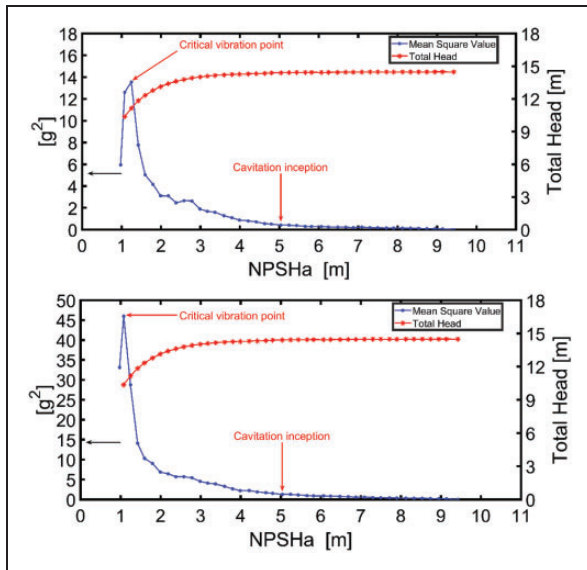 18
16
14
12
10
8
6
4
2
0
[g²]
Critical vibration point
Mean Square Value
Total Head
Cavitation inception
18
15
12
9
6
3
0
Total Head [m]
0 1 2 3 4 5 6 7 8 9 10 11
NPSHa [m]
50
45
40
35
30
25
20
15
10
5
0
[g²]
Critical vibration point
Mean Square Value
Total Head
Cavitation inception
18
15
12
9
6
3
0
Total Head [m]
0 1 2 3 4 5 6 7 8 9 10 11
NPSHa [m]